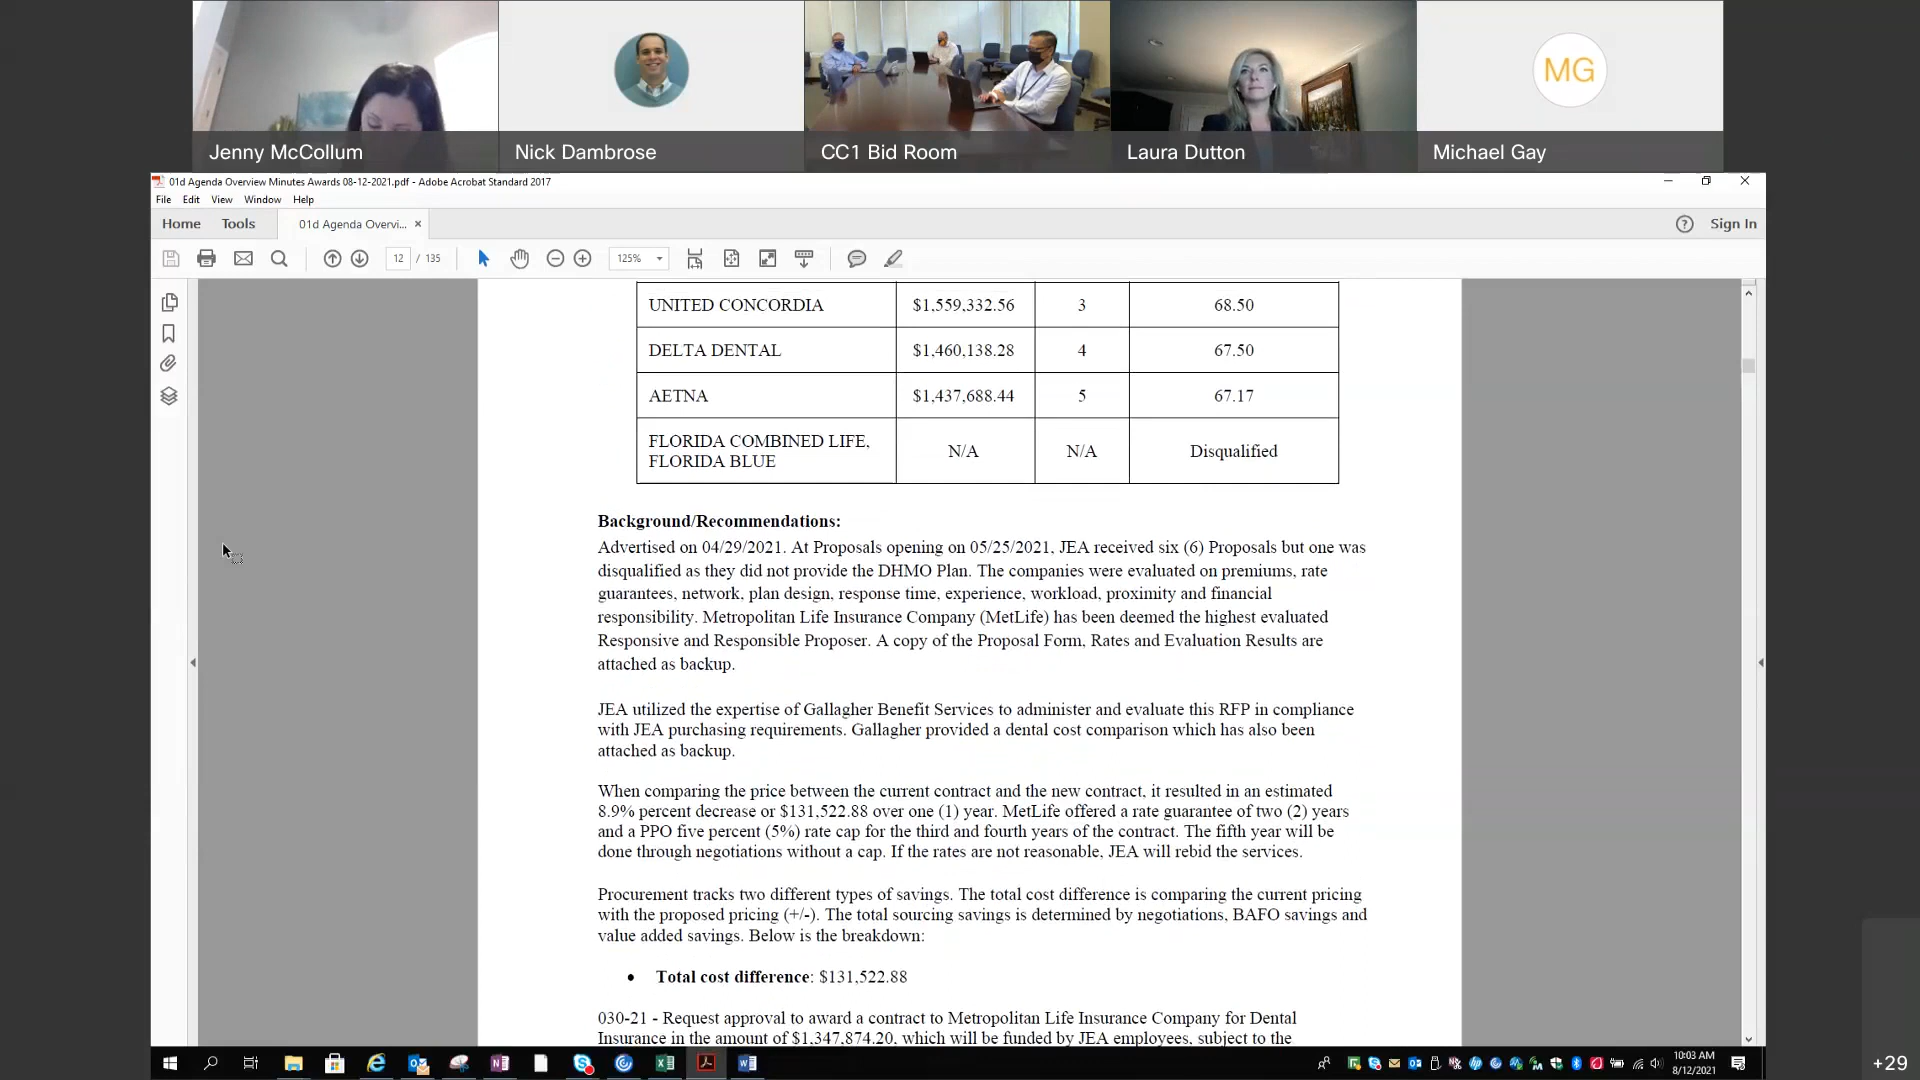 MG
Jenny McCollum
Nick Dambrose
CC1 Bid Room
Laura Dutton
Michael Gay
01d Agenda Overview Minutes Awards 08-12-2021.pdf - Adobe Acrobat Standard 2017
File Edit View Window Help
Home Tools 01d Agenda Overvi... Sign In
12 / 135 125%
UNITED CONCORDIA $1,559,332.56 3 68.50
DELTA DENTAL $1,460,138.28 4 67.50
AETNA $1,437,688.44 5 67.17
FLORIDA COMBINED LIFE,
FLORIDA BLUE N/A N/A Disqualified
Background/Recommendations:
Advertised on 04/29/2021. At Proposals opening on 05/25/2021, JEA received six (6) Proposals but one was
disqualified as they did not provide the DHMO Plan. The companies were evaluated on premiums, rate
guarantees, network, plan design, response time, experience, workload, proximity and financial
responsibility. Metropolitan Life Insurance Company (MetLife) has been deemed the highest evaluated
Responsive and Responsible Proposer. A copy of the Proposal Form, Rates and Evaluation Results are
attached as backup.
JEA utilized the expertise of Gallagher Benefit Services to administer and evaluate this RFP in compliance
with JEA purchasing requirements. Gallagher provided a dental cost comparison which has also been
attached as backup.
When comparing the price between the current contract and the new contract, it resulted in an estimated
8.9% percent decrease or $131,522.88 over one (1) year. MetLife offered a rate guarantee of two (2) years
and a PPO five percent (5%) rate cap for the third and fourth years of the contract. The fifth year will be
done through negotiations without a cap. If the rates are not reasonable, JEA will rebid the services.
Procurement tracks two different types of savings. The total cost difference is comparing the current pricing
with the proposed pricing (+/-). The total sourcing savings is determined by negotiations, BAFO savings and
value added savings. Below is the breakdown:
• Total cost difference: $131,522.88
030-21 - Request approval to award a contract to Metropolitan Life Insurance Company for Dental
Insurance in the amount of $1,347,874.20, which will be funded by JEA employees, subject to the
10:03 AM
8/12/2021
+29